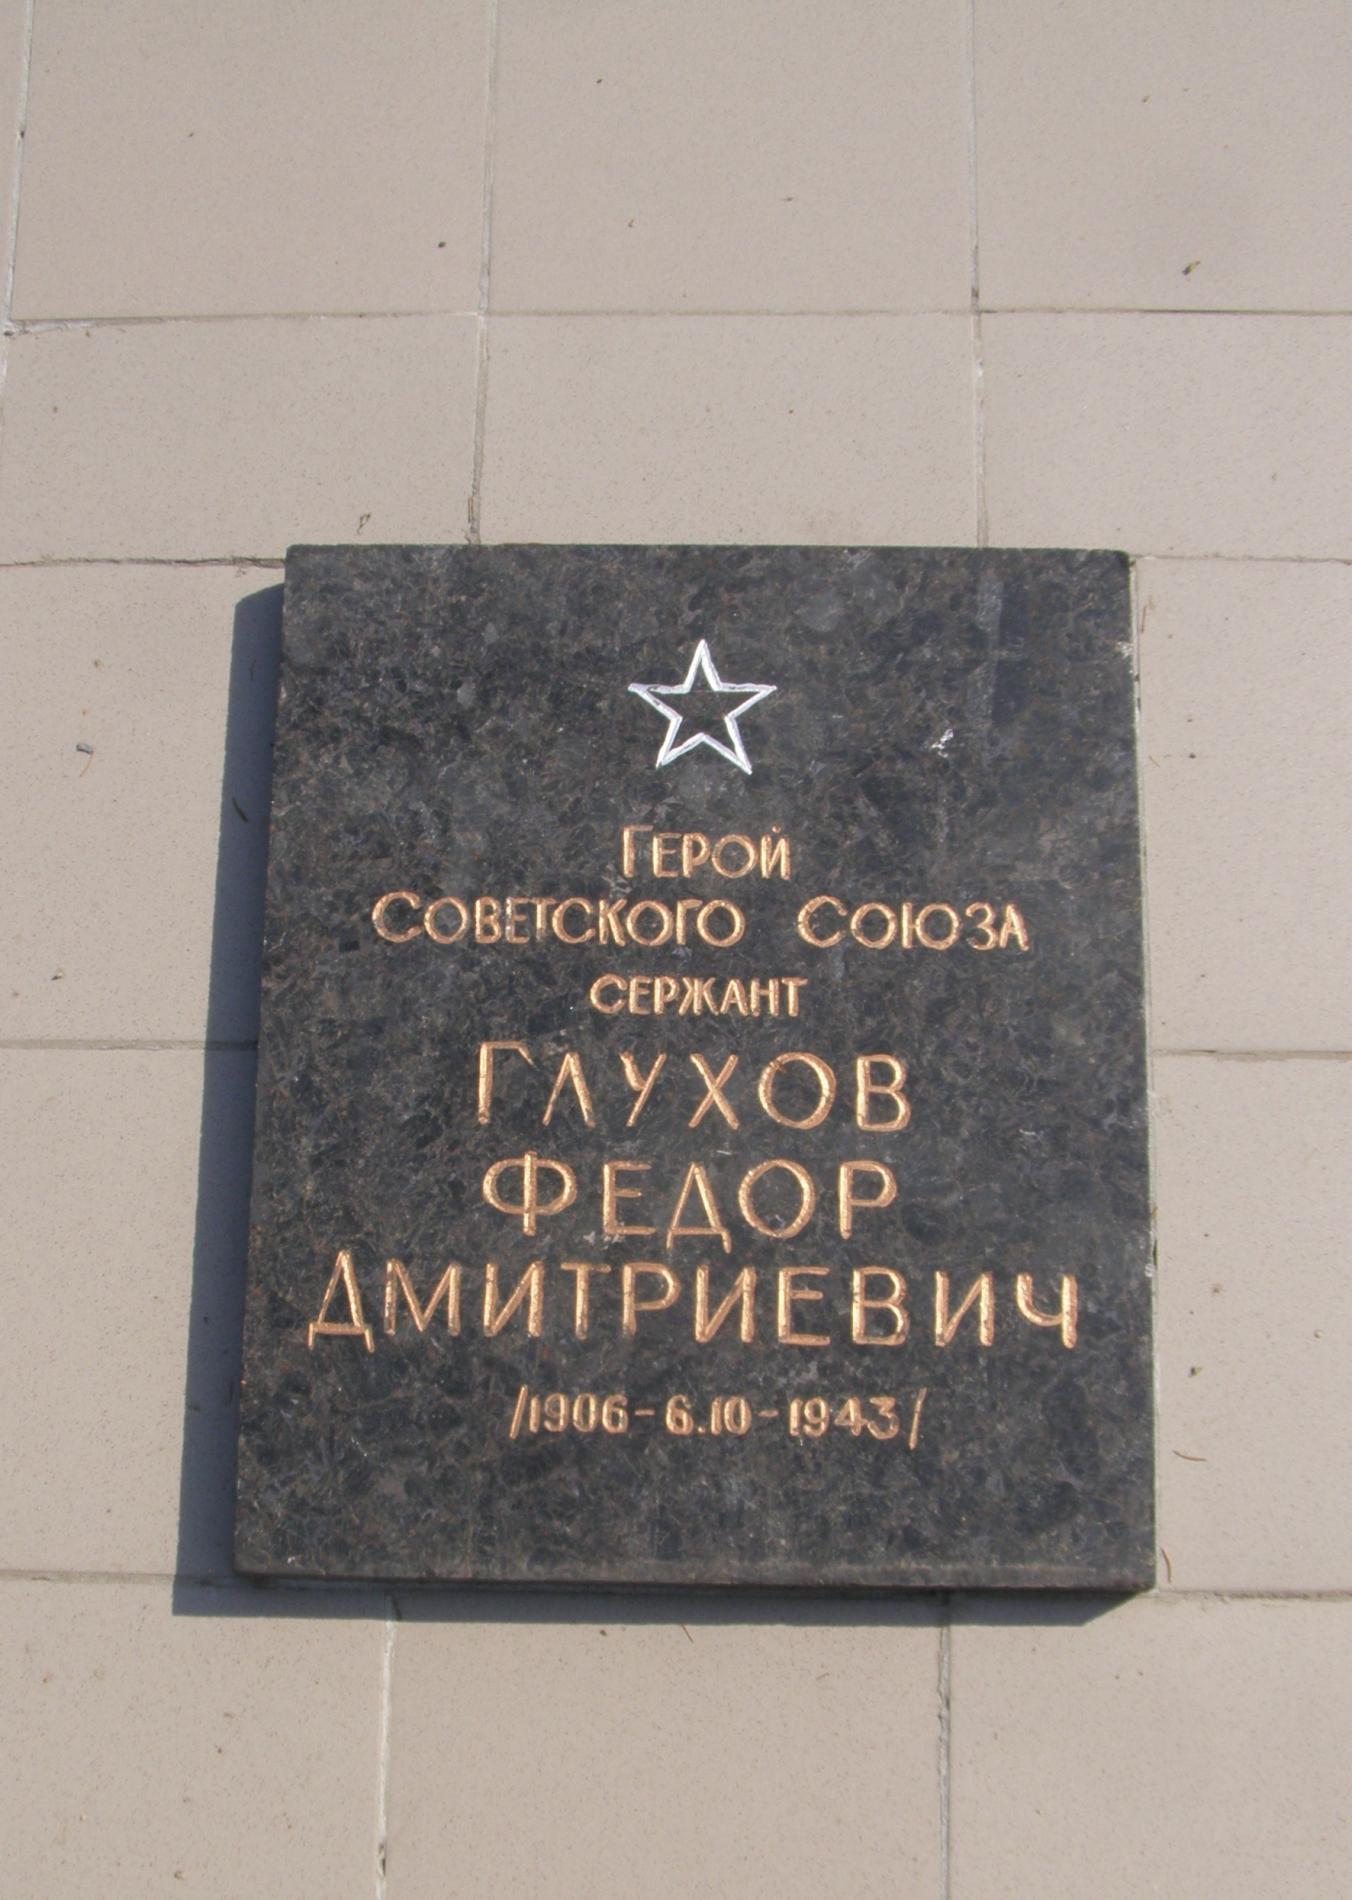 Герой
Советского Союза
сержант
ГЛУХОВ
ФЕДОР
ДМИТРИЕВИЧ
/1906-6.10-1943/